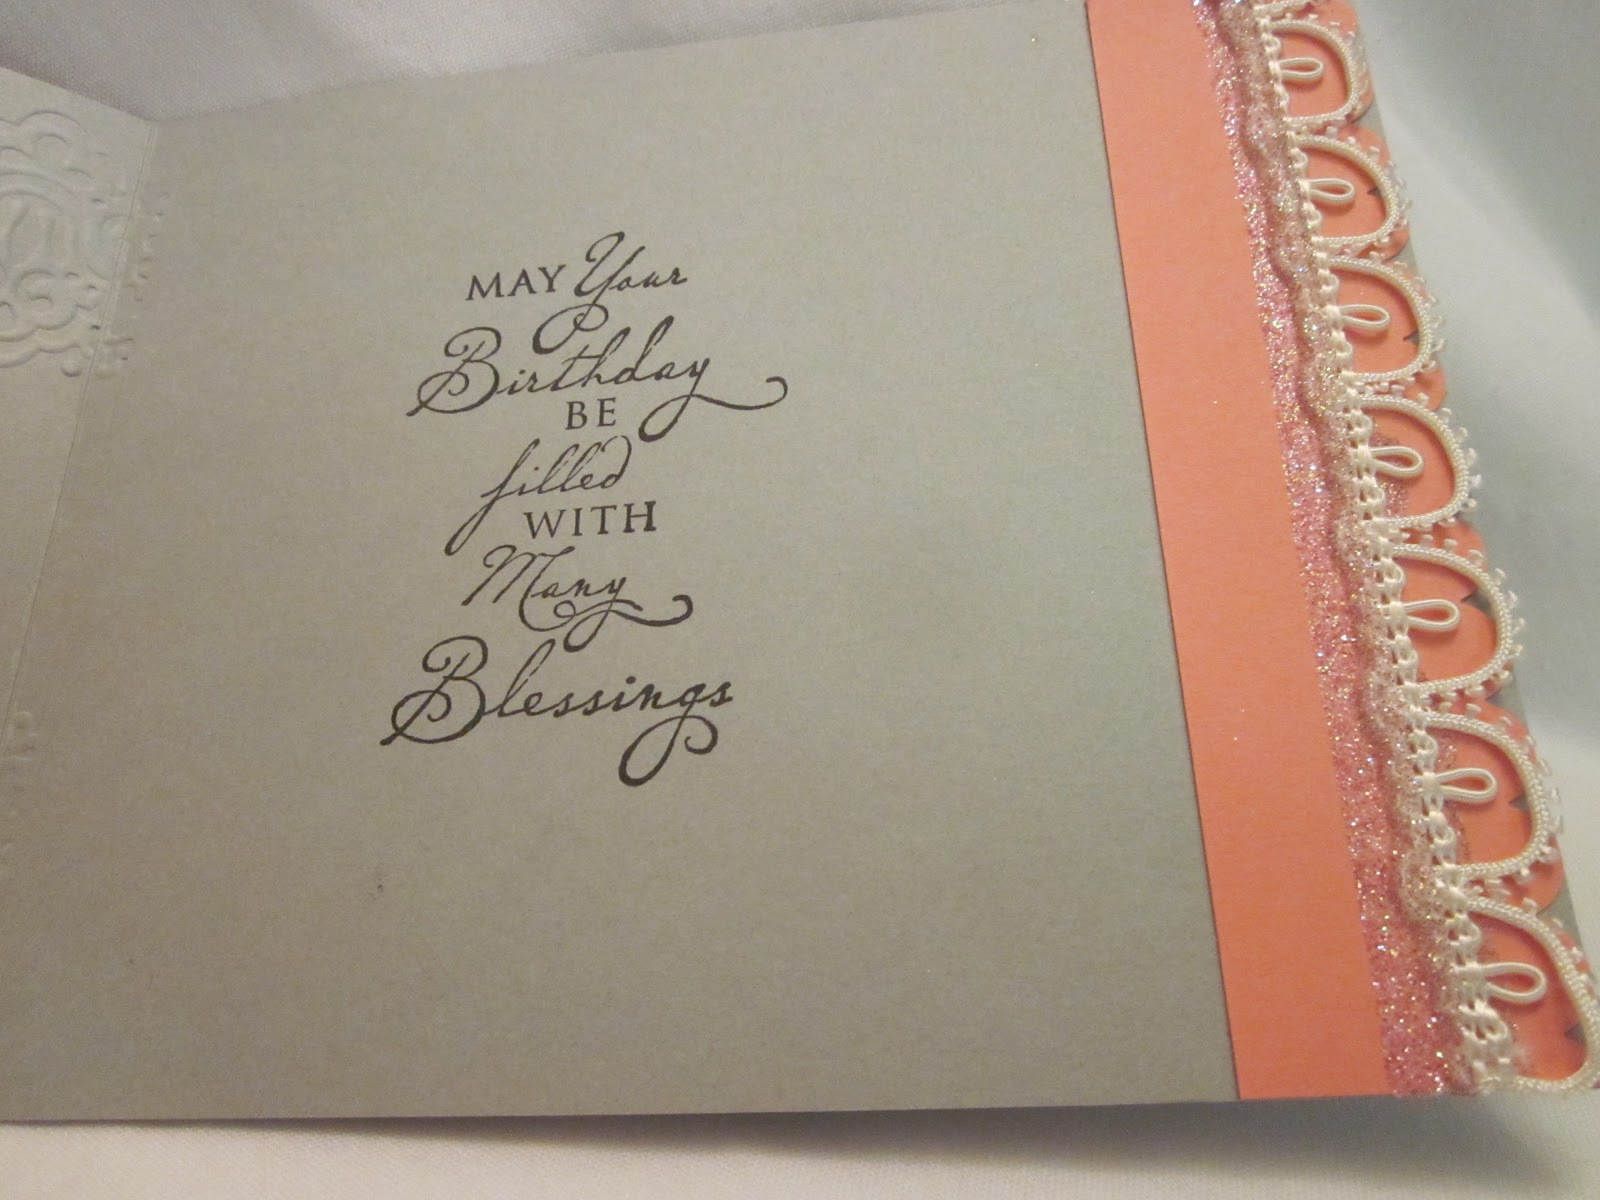 MAY Your
Birthday
BE
filled
WITH
Many
Blessings